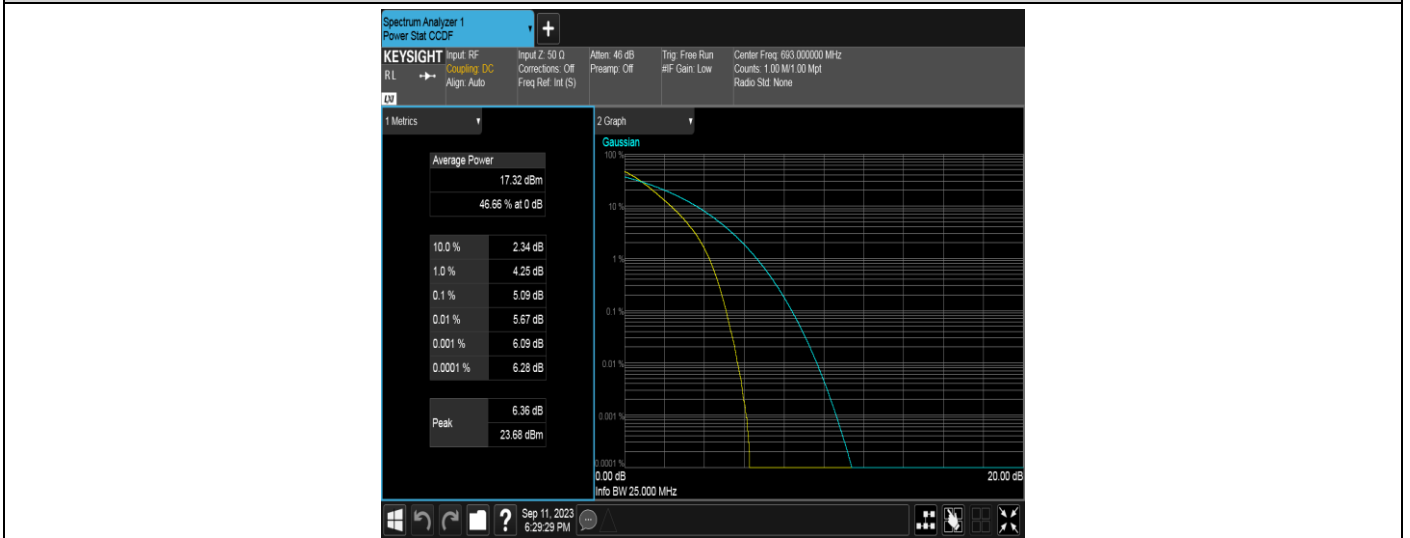 Spectrum Analyzer 1
Power Stat CCDF
KEYSIGHT
RL
LXI
Input: RF
Coupling: DC
Align: Auto
Input Z: 50 Ω
Corrections: Off
Freq Ref: Int (S)
Atten: 46 dB
Preamp: Off
Trig: Free Run
#IF Gain: Low
Center Freq: 693.000000 MHz
Counts: 1.00 M/1.00 Mpt
Radio Std: None
1 Metrics
Average Power
17.32 dBm
46.66 % at 0 dB
10.0 % 2.34 dB
1.0 % 4.25 dB
0.1 % 5.09 dB
0.01 % 5.67 dB
0.001 % 6.09 dB
0.0001 % 6.28 dB
Peak
6.36 dB
23.68 dBm
2 Graph
Gaussian
100 %
10 %
1 %
0.1 %
0.01 %
0.001 %
0.0001 %
0.00 dB 20.00 dB
Info BW 25.000 MHz
?
Sep 11, 2023
6:29:29 PM